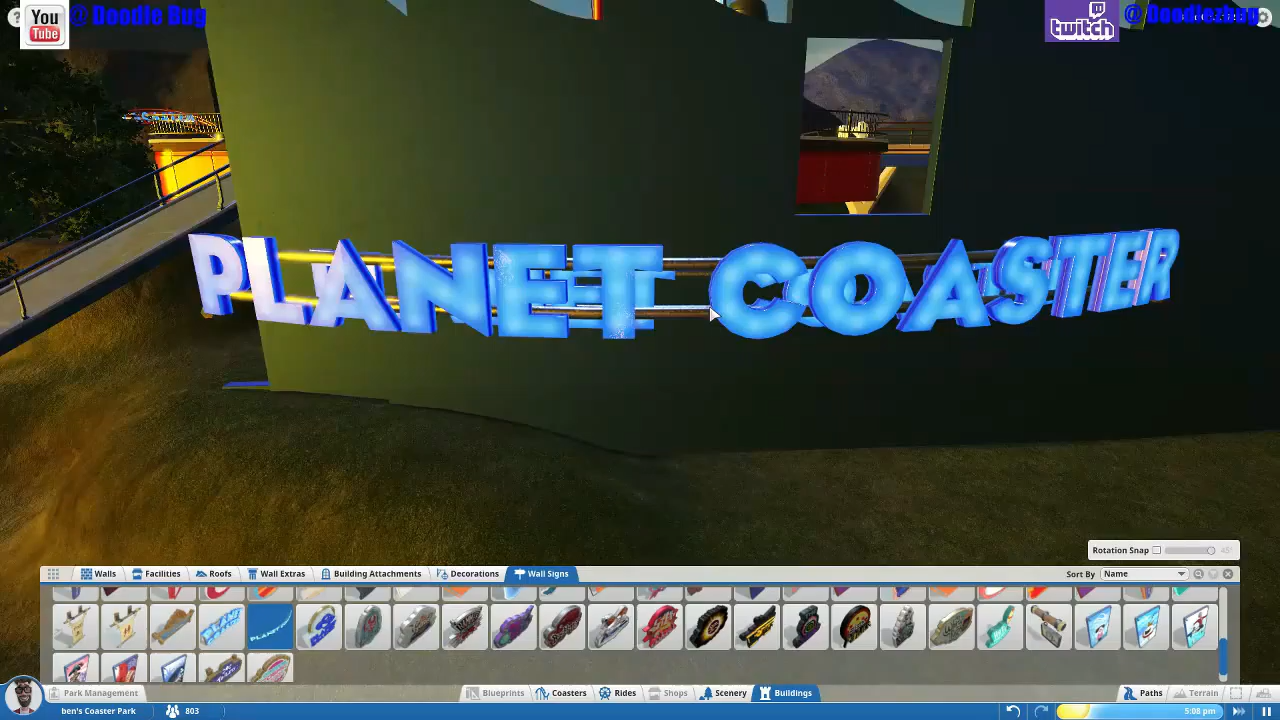 ?
You
Tube
@ Doodle Bug
twitch
@ Doodlezbug
PLANET COASTER
Rotation Snap
45°
Walls
Facilities
Roofs
Wall Extras
Building Attachments
Decorations
Wall Signs
Sort By
Name
Park Management
Blueprints
Coasters
Rides
Shops
Scenery
Buildings
Paths
Terrain
ben's Coaster Park
803
5:08 pm